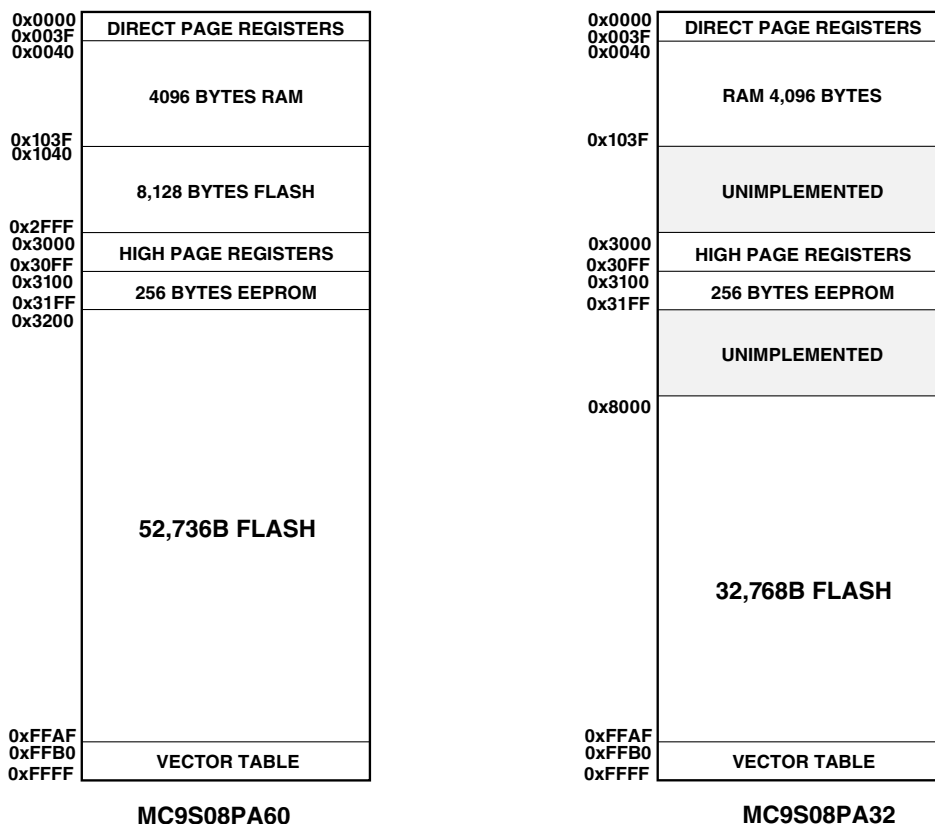 0x0000
DIRECT PAGE REGISTERS
0x003F
0x0040
4096 BYTES RAM
0x103F
0x1040
8,128 BYTES FLASH
0x2FFF
0x3000
HIGH PAGE REGISTERS
0x30FF
0x3100
256 BYTES EEPROM
0x31FF
0x3200
52,736B FLASH
0xFFAF
0xFFB0
VECTOR TABLE
0xFFFF
MC9S08PA60
0x0000
DIRECT PAGE REGISTERS
0x003F
0x0040
RAM 4,096 BYTES
0x103F
UNIMPLEMENTED
0x3000
HIGH PAGE REGISTERS
0x30FF
0x3100
256 BYTES EEPROM
0x31FF
UNIMPLEMENTED
0x8000
32,768B FLASH
0xFFAF
0xFFB0
VECTOR TABLE
0xFFFF
MC9S08PA32